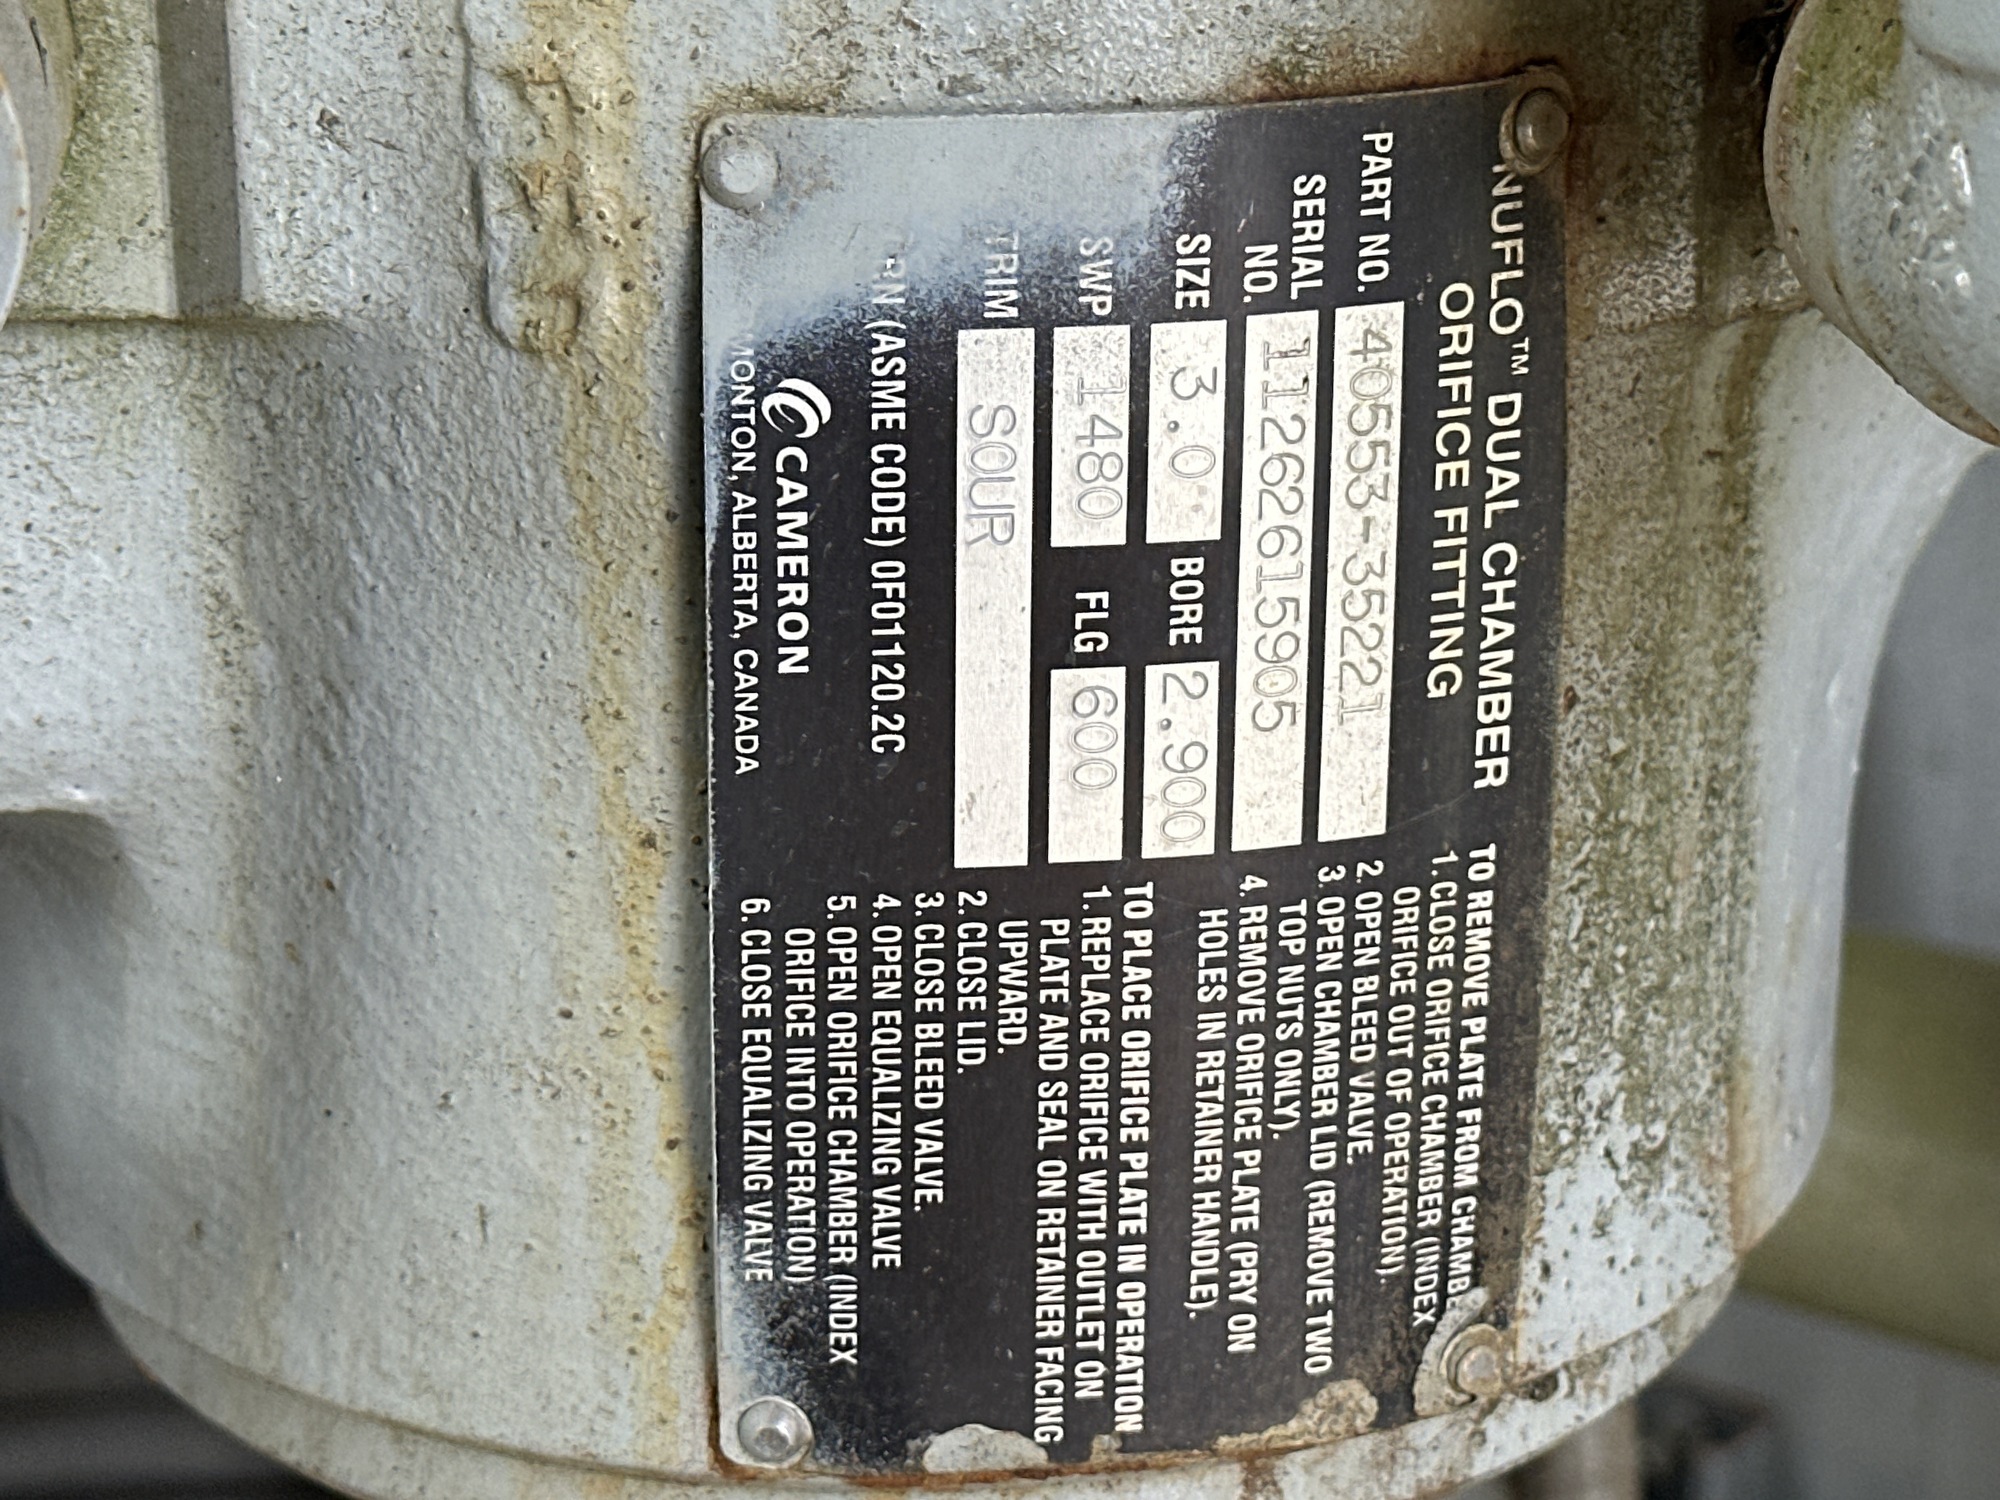 NUFLO™ DUAL CHAMBER
ORIFICE FITTING
PART NO. 40553-35221
SERIAL
NO. 11262615905
SIZE 3.0 BORE 2.900
SWP 1480 FLG 600
TRIM SOUR
(ASME CODE) 0F01120.2C
CAMERON
ALBERTA, CANADA
TO REMOVE PLATE FROM
1. CLOSE ORIFICE CHAMBER (INDEX
ORIFICE OUT OF OPERATION).
2. OPEN BLEED VALVE.
3. OPEN CHAMBER LID (REMOVE TWO
TOP NUTS ONLY).
4. REMOVE ORIFICE PLATE (PRY ON
HOLES IN RETAINER HANDLE).
TO PLACE ORIFICE PLATE IN OPERATION
1. REPLACE ORIFICE WITH OUTLET ON
PLATE AND SEAL ON RETAINER FACING
UPWARD.
2. CLOSE LID.
3. CLOSE BLEED VALVE.
4. OPEN EQUALIZING VALVE
5. OPEN ORIFICE CHAMBER (INDEX
ORIFICE INTO OPERATION)
6. CLOSE EQUALIZING VALVE